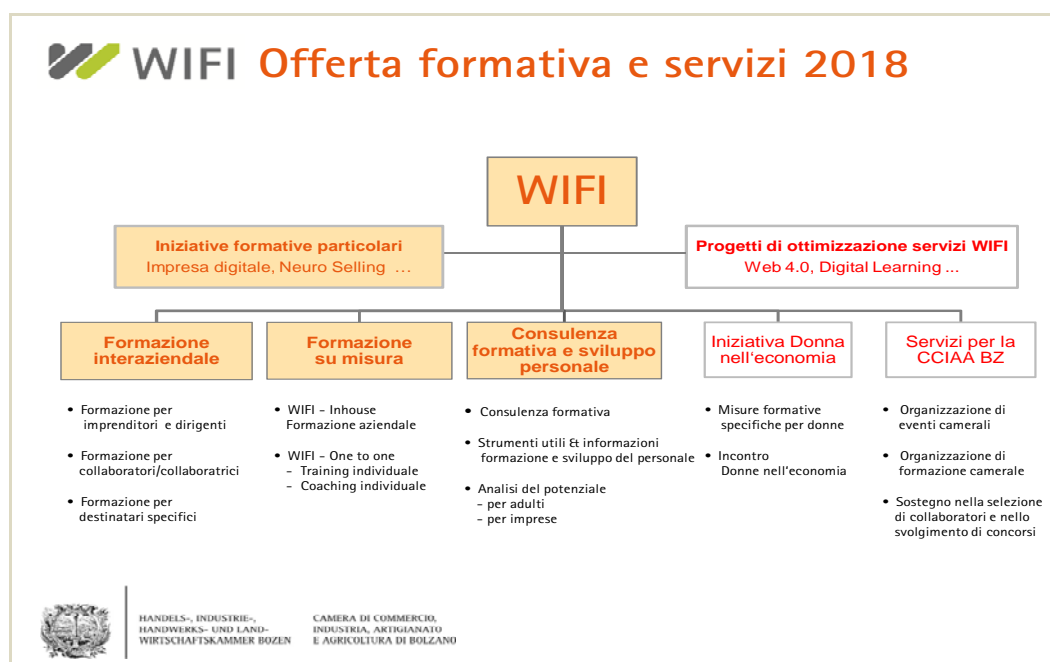 WIFI Offerta formativa e servizi 2018
WIFI
Iniziative formative particolari
Impresa digitale, Neuro Selling ...
Progetti di ottimizzazione servizi WIFI
Web 4.0, Digital Learning ...
Formazione
interaziendale
Formazione
su misura
Consulenza
formativa e sviluppo
personale
Iniziativa Donna
nell'economia
Servizi per la
CCIAA BZ
• Formazione per
imprenditori e dirigenti
• Formazione per
collaboratori/collaboratrici
• Formazione per
destinatari specifici
• WIFI - Inhouse
Formazione aziendale
• WIFI - One to one
- Training individuale
- Coaching individuale
• Consulenza formativa
• Strumenti utili & informazioni
formazione e sviluppo del personale
• Analisi del potenziale
- per adulti
- per imprese
• Misure formative
specifiche per donne
• Incontro
Donne nell'economia
• Organizzazione di
eventi camerali
• Organizzazione di
formazione camerale
• Sostegno nella selezione
di collaboratori e nello
svolgimento di concorsi
HANDELS-, INDUSTRIE-,
HANDWERKS- UND LAND-
WIRTSCHAFTSKAMMER BOZEN
CAMERA DI COMMERCIO,
INDUSTRIA, ARTIGIANATO
E AGRICOLTURA DI BOLZANO